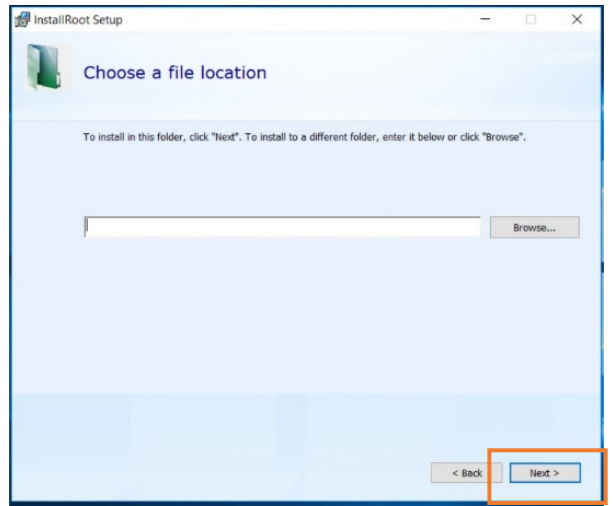 InstallRoot Setup
Choose a file location
To install in this folder, click "Next". To install to a different folder, enter it below or click "Browse".
Browse...
< Back
Next >